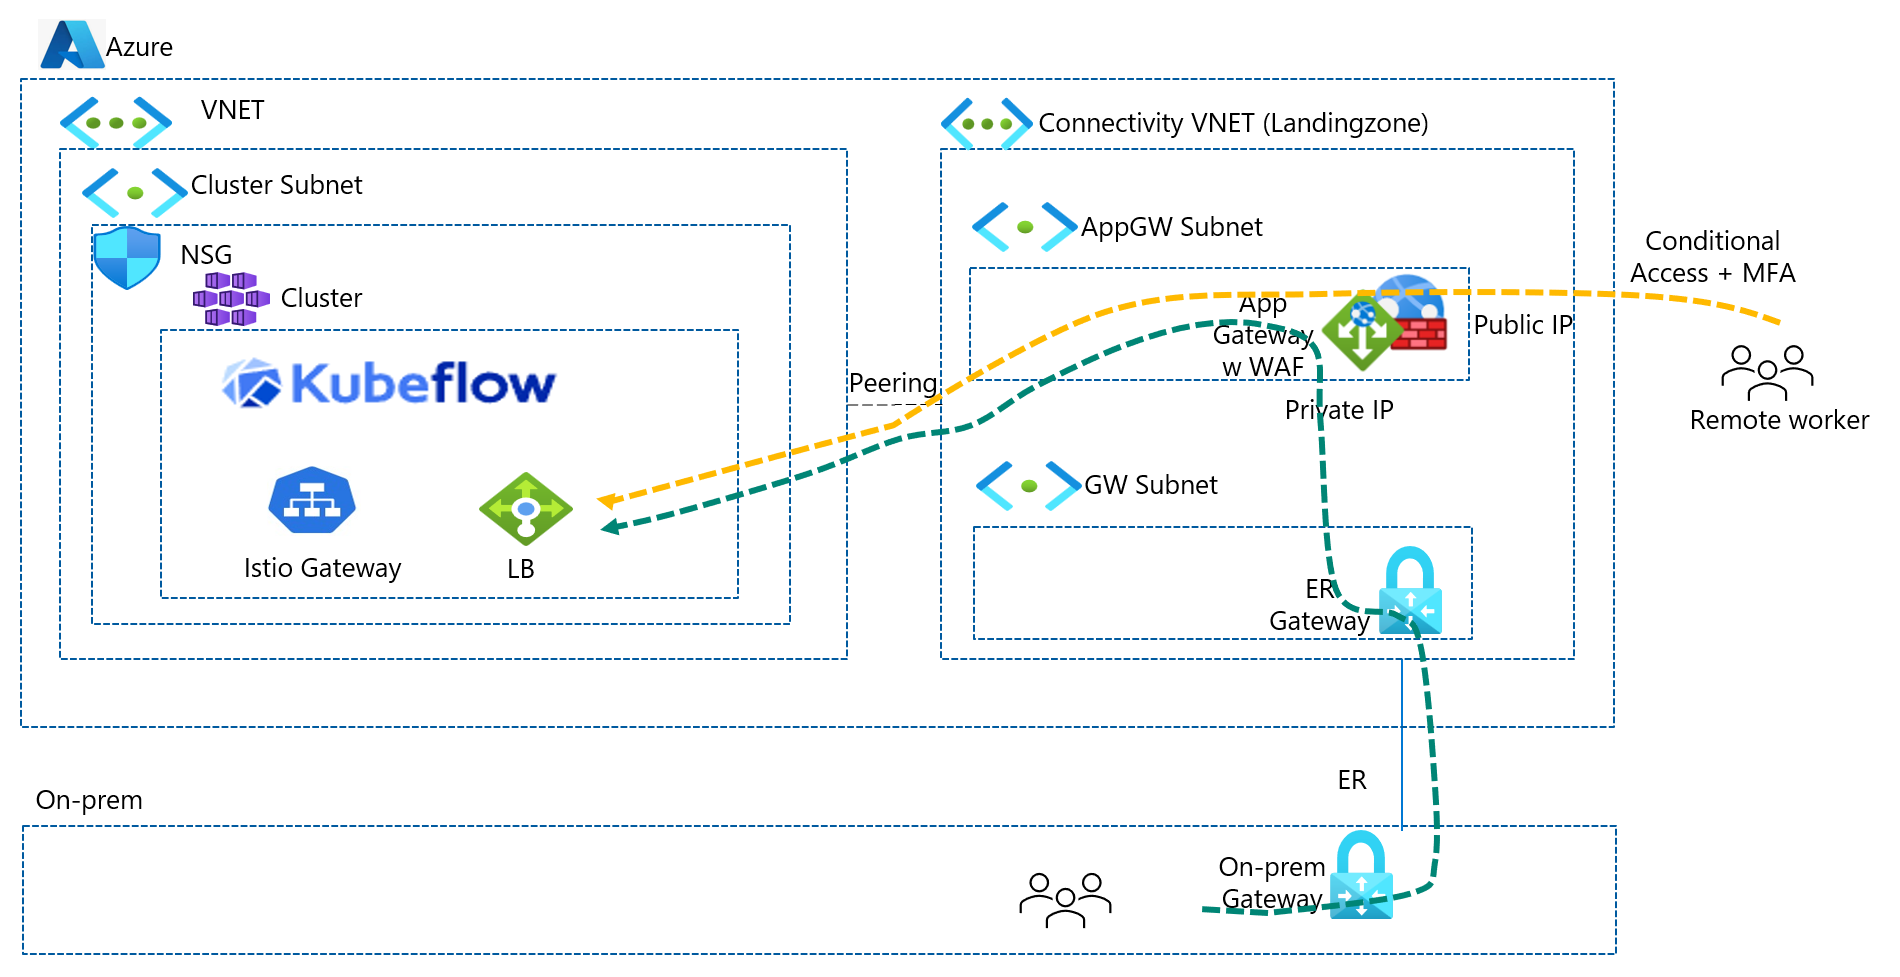 Azure
VNET
Cluster Subnet
NSG
Cluster
Kubeflow
Istio Gateway
LB
Peering
Connectivity VNET (Landingzone)
AppGW Subnet
App
Gateway
w WAF
Public IP
Private IP
GW Subnet
ER
Gateway
Conditional
Access + MFA
Remote worker
ER
On-prem
On-prem
Gateway